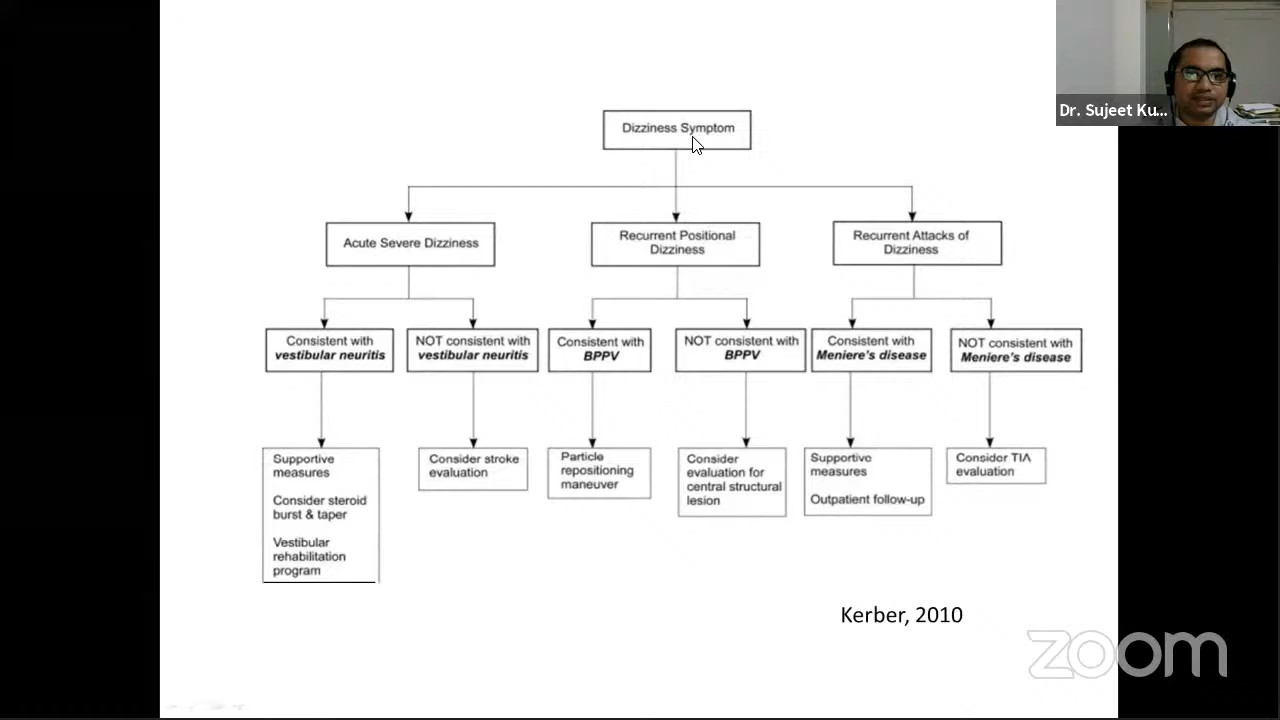 Dr. Sujeet Ku...
Dizziness Symptom
Acute Severe Dizziness
Recurrent Positional
Dizziness
Recurrent Attacks of
Dizziness
Consistent with
vestibular neuritis
NOT consistent with
vestibular neuritis
Consistent with
BPPV
NOT consistent with
BPPV
Consistent with
Meniere's disease
NOT consistent with
Meniere's disease
Supportive
measures
Consider steroid
burst & taper
Vestibular
rehabilitation
program
Consider stroke
evaluation
Particle
repositioning
maneuver
Consider
evaluation for
central structural
lesion
Supportive
measures
Outpatient follow-up
Consider TIA
evaluation
Kerber, 2010
zoom